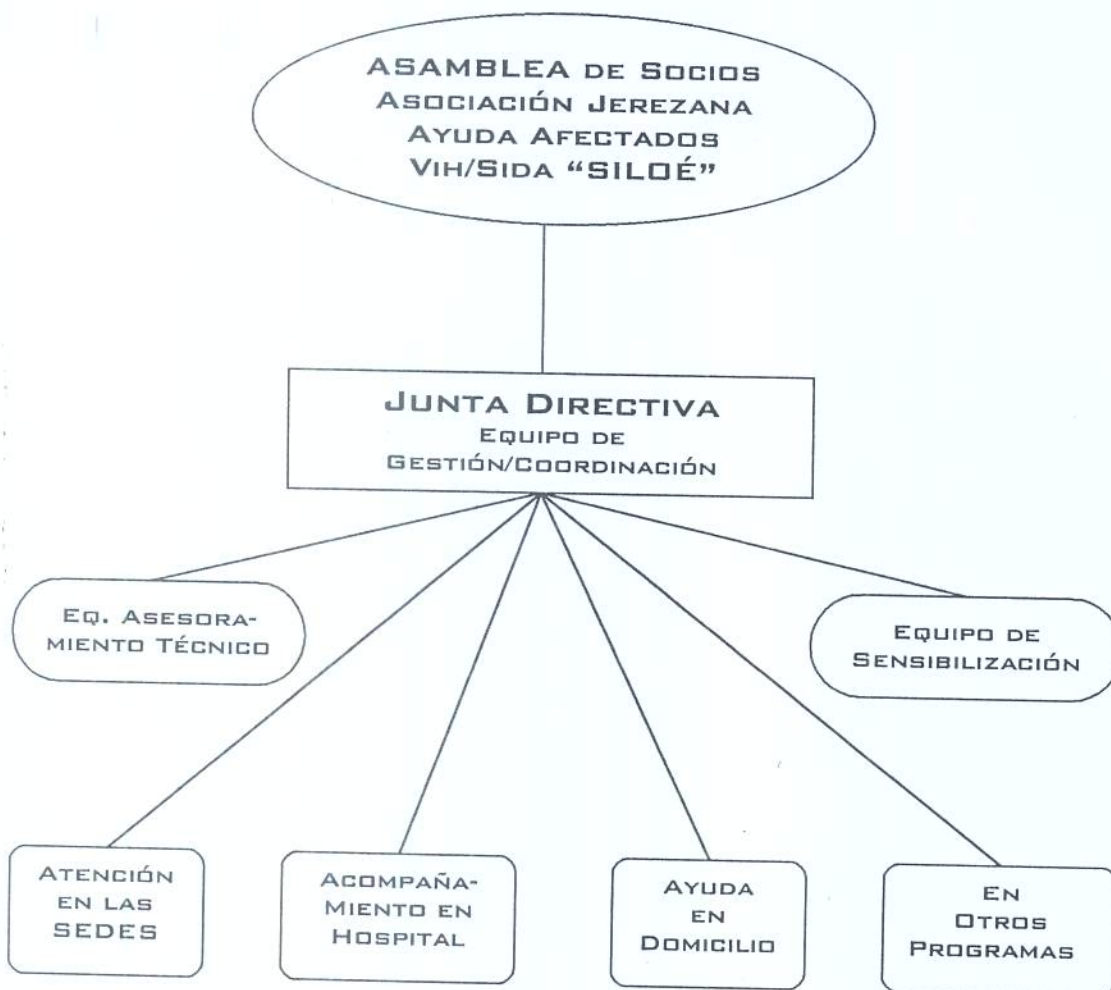 ASAMBLEA DE SOCIOS
ASOCIACIÓN JEREZANA
AYUDA AFECTADOS
VIH/SIDA “SILOÉ”
JUNTA DIRECTIVA
EQUIPO DE
GESTIÓN/COORDINACIÓN
EQ. ASESORA-
MIENTO TÉCNICO
EQUIPO DE
SENSIBILIZACIÓN
ATENCIÓN
EN LAS
SEDES
ACOMPAÑA-
MIENTO EN
HOSPITAL
AYUDA
EN
DOMICILIO
EN
OTROS
PROGRAMAS